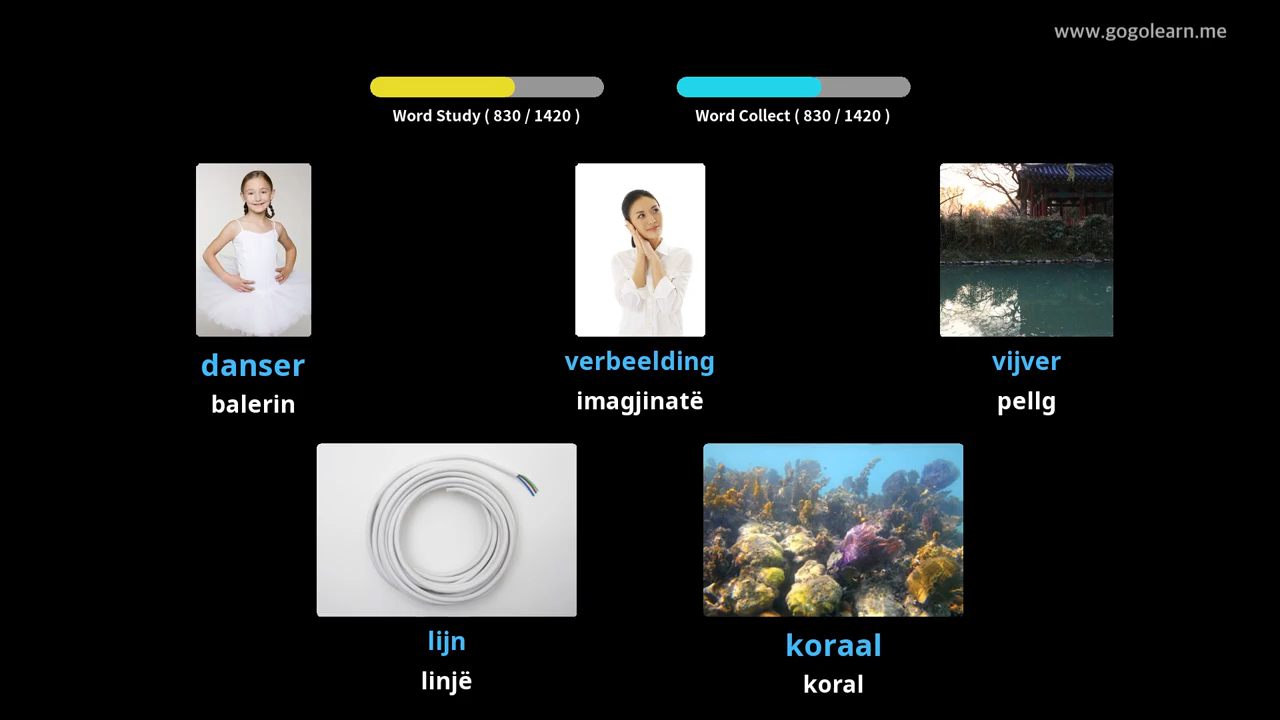 www.gogolearn.me
Word Study ( 830 / 1420 )
Word Collect ( 830 / 1420 )
danser
balerin
verbeelding
imagjinatë
vijver
pellg
lijn
linjë
koraal
koral